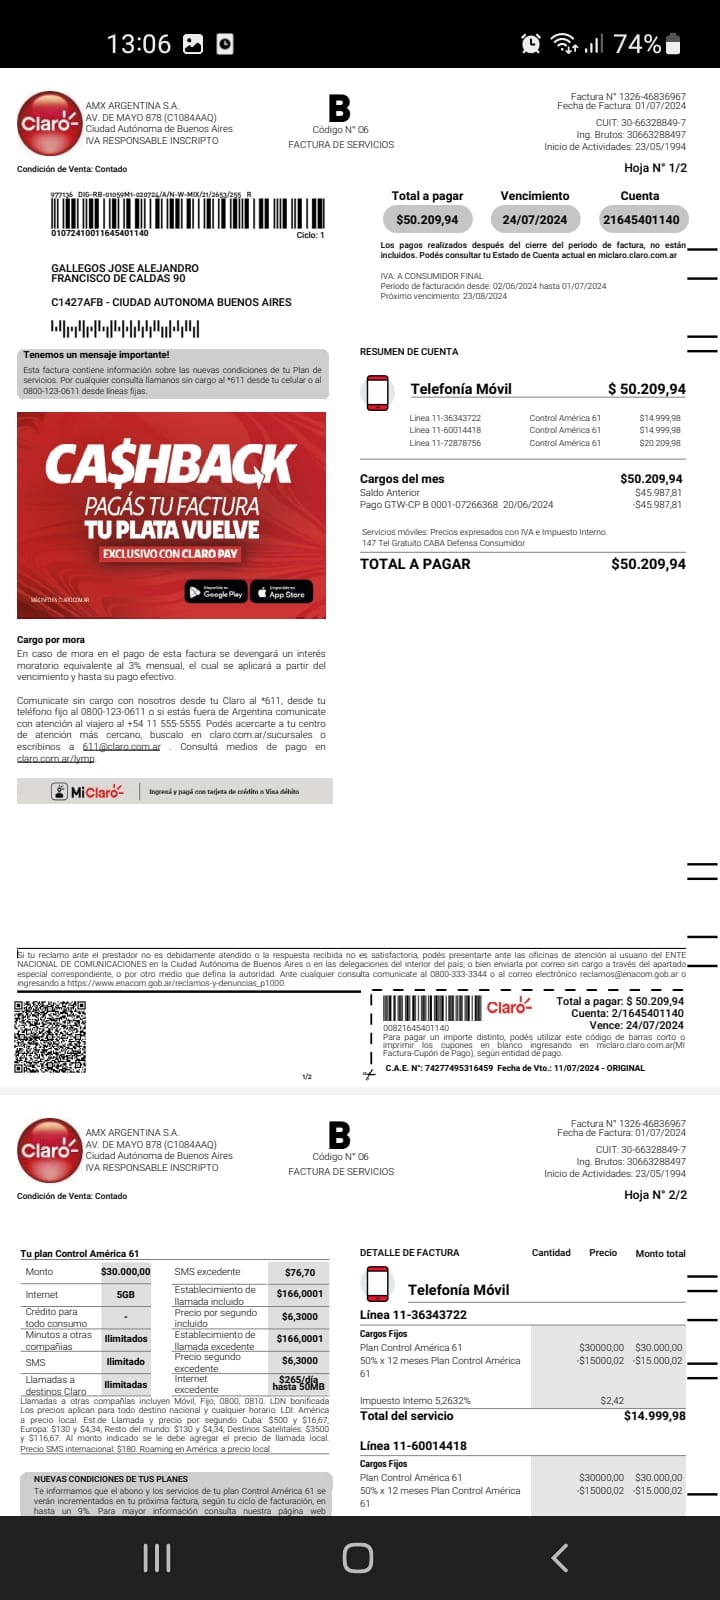 13:06
74%
Claro
AMX ARGENTINA S.A.
AV. DE MAYO 878 (C1084AAQ)
Ciudad Autónoma de Buenos Aires
IVA RESPONSABLE INSCRIPTO
B
Código N° 06
FACTURA DE SERVICIOS
Factura N° 1326-46836967
Fecha de Factura: 01/07/2024
CUIT: 30-66328849-7
Ing. Brutos: 30663288497
Inicio de Actividades: 23/05/1994
Condición de Venta: Contado
Hoja N° 1/2
977136 DIG-RB-01059M1-020724/A/N-W-MIX/21/2653/255 R
01072410011645401140
Ciclo: 1
Total a pagar Vencimiento Cuenta
$50.209,94 24/07/2024 21645401140
Los pagos realizados después del cierre del periodo de factura, no están
incluidos. Podés consultar tu Estado de Cuenta actual en miclaro.claro.com.ar
GALLEGOS JOSE ALEJANDRO
FRANCISCO DE CALDAS 90
C1427AFB - CIUDAD AUTONOMA BUENOS AIRES
IVA: A CONSUMIDOR FINAL
Período de facturación desde: 02/06/2024 hasta 01/07/2024
Próximo vencimiento: 23/08/2024
Tenemos un mensaje importante!
Esta factura contiene información sobre las nuevas condiciones de tu Plan de
servicios. Por cualquier consulta llamanos sin cargo al *611 desde tu celular o al
0800-123-0611 desde líneas fijas.
CA$HBACK
PAGÁS TU FACTURA
TU PLATA VUELVE
EXCLUSIVO CON CLARO PAY
MÁS INFO EN CLARO.COM.AR
Disponible en
Google Play
Disponible en
App Store
RESUMEN DE CUENTA
Telefonía Móvil $ 50.209,94
Línea 11-36343722 Control América 61 $14.999,98
Línea 11-60014418 Control América 61 $14.999,98
Línea 11-72878756 Control América 61 $20.209,98
Cargos del mes $50.209,94
Saldo Anterior $45.987,81
Pago GTW-CP B 0001-07266368 20/06/2024 -$45.987,81
Servicios móviles: Precios expresados con IVA e Impuesto Interno.
147 Tel Gratuito CABA Defensa Consumidor
TOTAL A PAGAR $50.209,94
Cargo por mora
En caso de mora en el pago de esta factura se devengará un interés
moratorio equivalente al 3% mensual, el cual se aplicará a partir del
vencimiento y hasta su pago efectivo.
Comunicate sin cargo con nosotros desde tu Claro al *611, desde tu
teléfono fijo al 0800-123-0611 o si estás fuera de Argentina comunicate
con atención al viajero al +54 11 555-5555. Podés acercarte a tu centro
de atención más cercano, buscalo en claro.com.ar/sucursales o
escribinos a 611@claro.com.ar . Consultá medios de pago en
claro.com.ar/lymp.
MiClaro
Ingresá y pagá con tarjeta de crédito o Visa débito
Si tu reclamo ante el prestador no es debidamente atendido o la respuesta recibida no es satisfactoria, podés presentarte ante las oficinas de atención al usuario del ENTE
NACIONAL DE COMUNICACIONES en la Ciudad Autónoma de Buenos Aires o en las delegaciones del interior del país; o bien enviarla por correo sin cargo a través del apartado
especial correspondiente, o por otro medio que defina la autoridad. Ante cualquier consulta comunicate al 0800-333-3344 o al correo electrónico reclamos@enacom.gob.ar o
ingresando a https://www.enacom.gob.ar/reclamos-y-denuncias_p1000.
1/2
Claro
00821645401140
Total a pagar: $ 50.209,94
Cuenta: 2/1645401140
Vence: 24/07/2024
Para pagar un importe distinto, podés utilizar este código de barras corto o
imprimir los cupones en blanco ingresando en miclaro.claro.com.ar(MI
Factura-Cupón de Pago), según entidad de pago.
C.A.E. N°: 74277495316459 Fecha de Vto.: 11/07/2024 - ORIGINAL
Claro
AMX ARGENTINA S.A.
AV. DE MAYO 878 (C1084AAQ)
Ciudad Autónoma de Buenos Aires
IVA RESPONSABLE INSCRIPTO
B
Código N° 06
FACTURA DE SERVICIOS
Factura N° 1326-46836967
Fecha de Factura: 01/07/2024
CUIT: 30-66328849-7
Ing. Brutos: 30663288497
Inicio de Actividades: 23/05/1994
Condición de Venta: Contado
Hoja N° 2/2
Tu plan Control América 61
Monto $30.000,00 SMS excedente $76,70
Internet 5GB Establecimiento de llamada incluido $166,0001
Crédito para todo consumo - Precio por segundo incluido $6,3000
Minutos a otras compañías Ilimitados Establecimiento de llamada excedente $166,0001
SMS Ilimitado Precio segundo excedente $6,3000
Llamadas a destinos Claro Ilimitadas Internet excedente $265/día hasta 50MB
Llamadas a otras compañías incluyen Móvil, Fijo, 0800, 0810. LDN bonificada
Los precios aplican para todo destino nacional y cualquier horario. LDI: América
a precio local. Est.de Llamada y precio por segundo Cuba: $500 y $16,67;
Europa: $130 y $4,34; Resto del mundo: $130 y $4,34; Destinos Satelitales: $3500
y $116,67. Al monto indicado se le debe agregar el precio de llamada local.
Precio SMS internacional: $180. Roaming en América: a precio local.
NUEVAS CONDICIONES DE TUS PLANES
Te informamos que el abono y los servicios de tu plan Control América 61 se
verán incrementados en tu próxima factura, según tu ciclo de facturación, en
hasta un 9%. Para mayor información consulta nuestra página web
DETALLE DE FACTURA Cantidad Precio Monto total
Telefonía Móvil
Línea 11-36343722
Cargos Fijos
Plan Control América 61 $30000,00 $30.000,00
50% x 12 meses Plan Control América -$15000,02 -$15.000,02
61
Impuesto Interno 5,2632% $2,42
Total del servicio $14.999,98
Línea 11-60014418
Cargos Fijos
Plan Control América 61 $30000,00 $30.000,00
50% x 12 meses Plan Control América -$15000,02 -$15.000,02
61